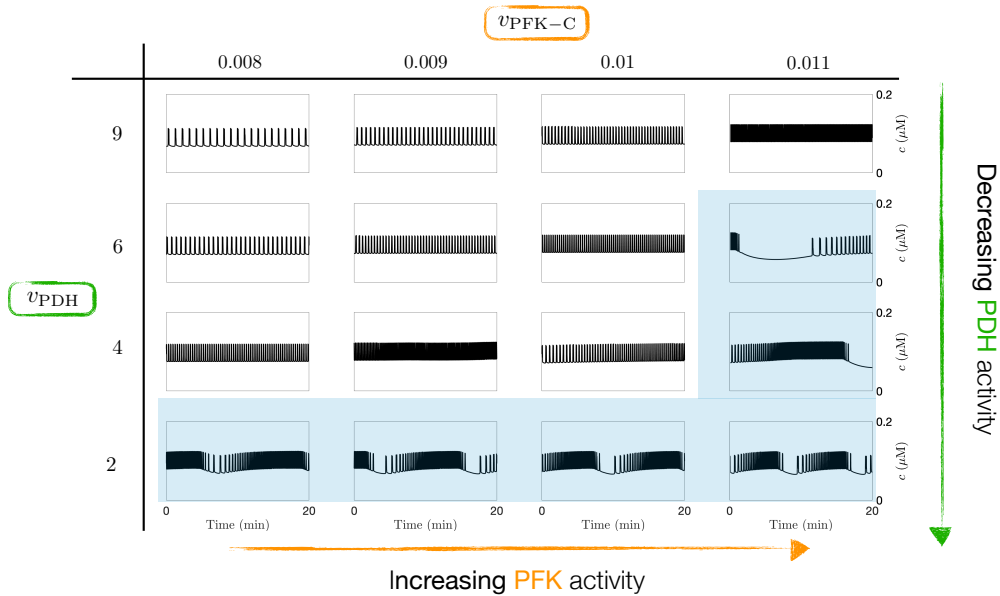 v_PFK−C
0.008 0.009 0.01 0.011
9
0.2
c (μM)
0
6
0.2
c (μM)
0
v_PDH
4
0.2
c (μM)
0
2
0.2
c (μM)
0
0 20 0 20 0 20 0 20
Time (min) Time (min) Time (min) Time (min)
Increasing PFK activity
Decreasing PDH activity